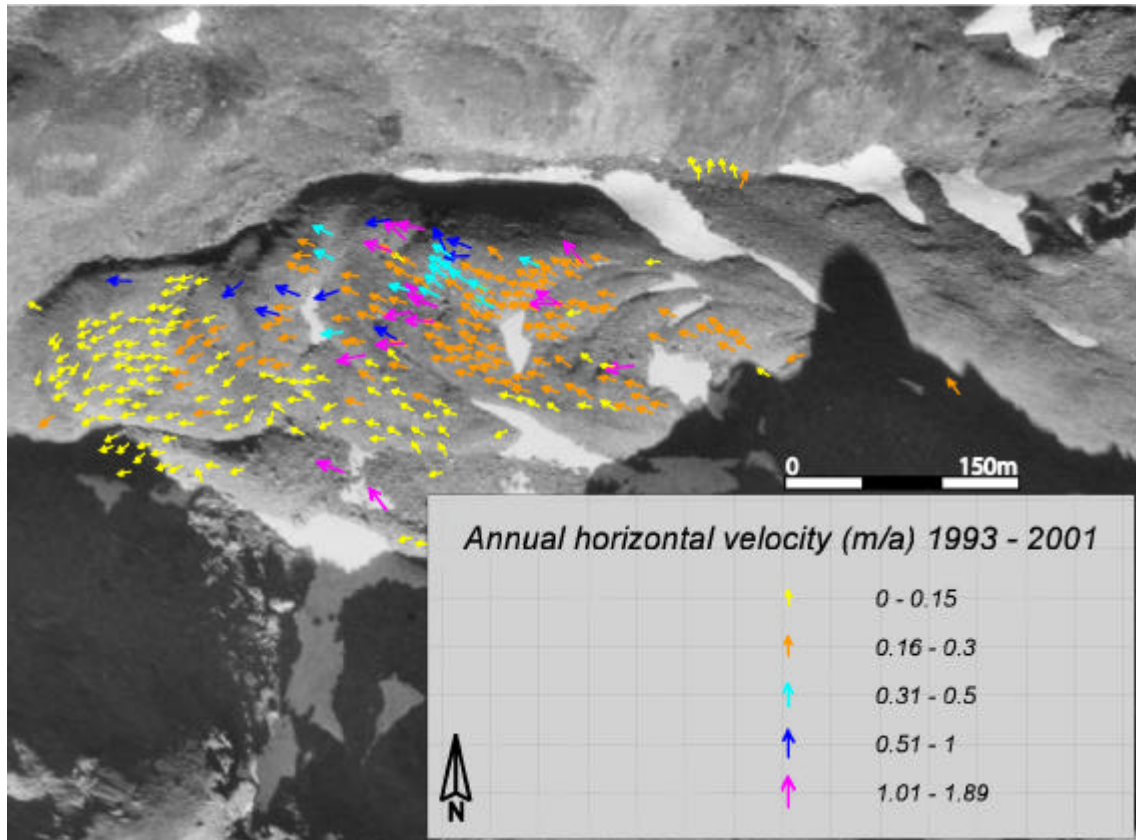 0 150m
Annual horizontal velocity (m/a) 1993 - 2001
0 - 0.15
0.16 - 0.3
0.31 - 0.5
0.51 - 1
1.01 - 1.89
N